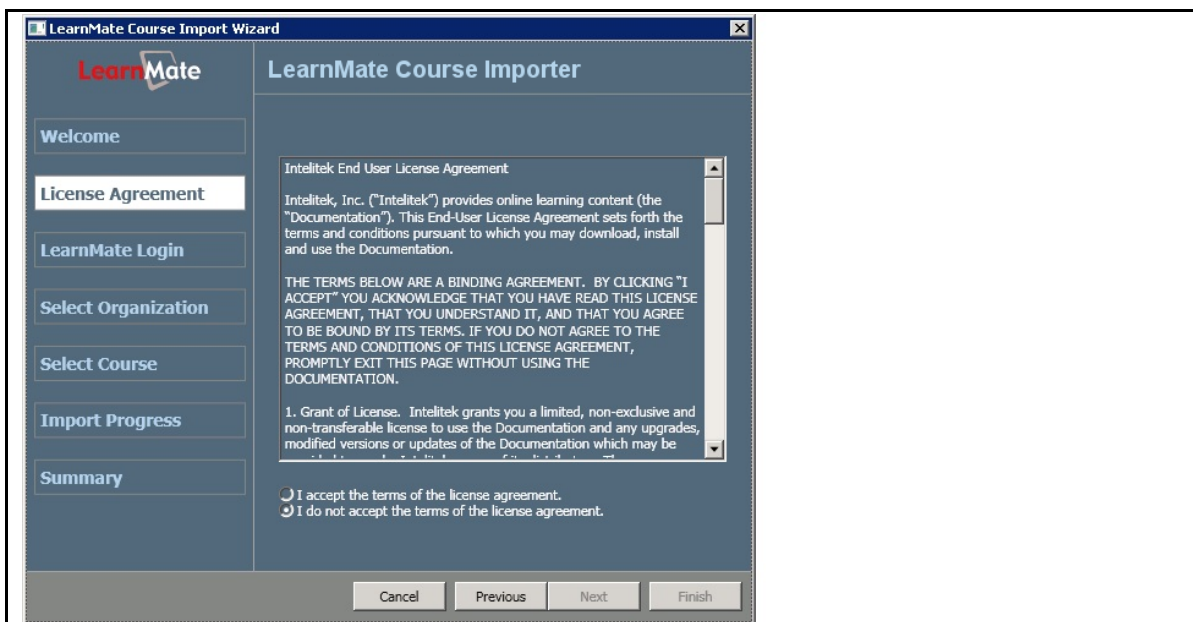 LearnMate Course Import Wizard
LearnMate
LearnMate Course Importer
Welcome
License Agreement
LearnMate Login
Select Organization
Select Course
Import Progress
Summary
Intelitek End User License Agreement
Intelitek, Inc. ("Intelitek") provides online learning content (the
"Documentation"). This End-User License Agreement sets forth the
terms and conditions pursuant to which you may download, install
and use the Documentation.
THE TERMS BELOW ARE A BINDING AGREEMENT.  BY CLICKING "I
ACCEPT" YOU ACKNOWLEDGE THAT YOU HAVE READ THIS LICENSE
AGREEMENT, THAT YOU UNDERSTAND IT, AND THAT YOU AGREE
TO BE BOUND BY ITS TERMS. IF YOU DO NOT AGREE TO THE
TERMS AND CONDITIONS OF THIS LICENSE AGREEMENT,
PROMPTLY EXIT THIS PAGE WITHOUT USING THE
DOCUMENTATION.
1. Grant of License.  Intelitek grants you a limited, non-exclusive and
non-transferable license to use the Documentation and any upgrades,
modified versions or updates of the Documentation which may be
I accept the terms of the license agreement.
I do not accept the terms of the license agreement.
Cancel
Previous
Next
Finish